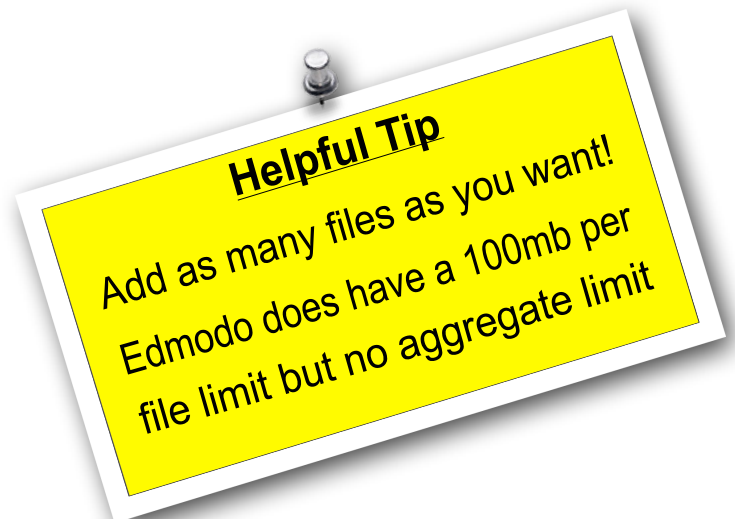 Helpful Tip
Add as many files as you want!
Edmodo does have a 100mb per
file limit but no aggregate limit